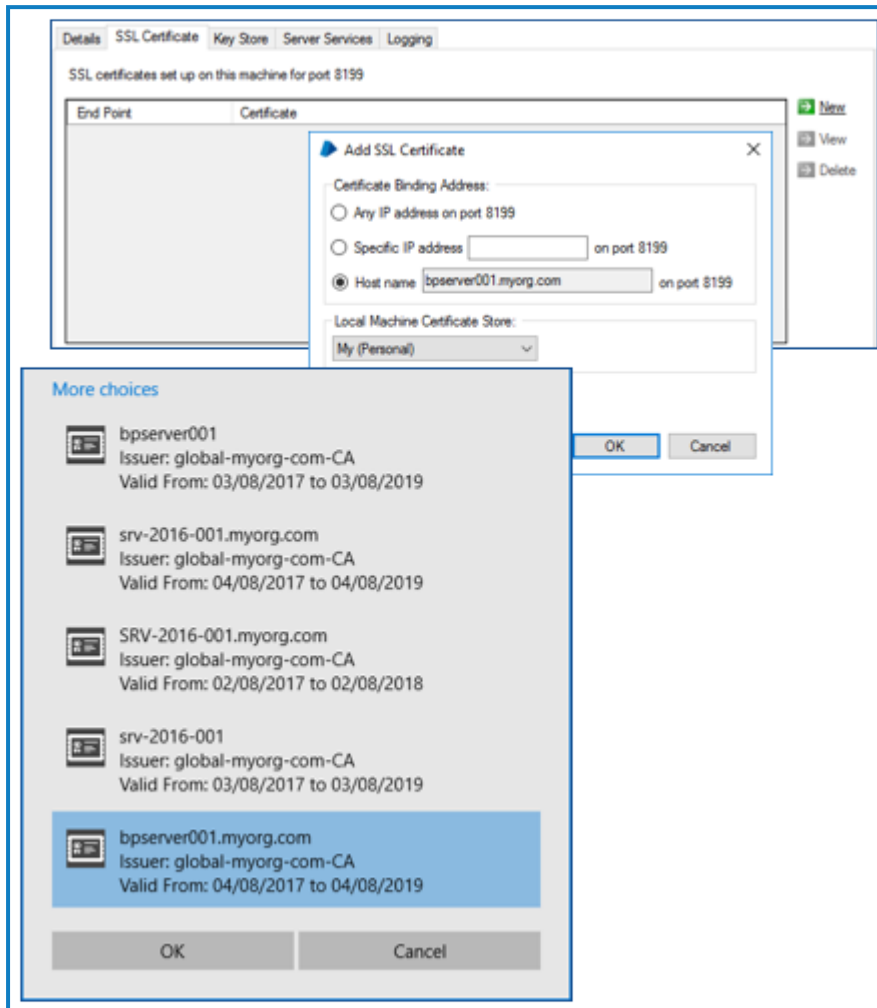 Details SSL Certificate Key Store Server Services Logging
SSL certificates set up on this machine for port 8199
End Point Certificate
New
View
Delete
Add SSL Certificate
Certificate Binding Address:
Any IP address on port 8199
Specific IP address on port 8199
Host name bpserver001.myorg.com on port 8199
Local Machine Certificate Store:
My (Personal)
OK Cancel
More choices
bpserver001
Issuer: global-myorg-com-CA
Valid From: 03/08/2017 to 03/08/2019
srv-2016-001.myorg.com
Issuer: global-myorg-com-CA
Valid From: 04/08/2017 to 04/08/2019
SRV-2016-001.myorg.com
Issuer: global-myorg-com-CA
Valid From: 02/08/2017 to 02/08/2018
srv-2016-001
Issuer: global-myorg-com-CA
Valid From: 03/08/2017 to 03/08/2019
bpserver001.myorg.com
Issuer: global-myorg-com-CA
Valid From: 04/08/2017 to 04/08/2019
OK Cancel